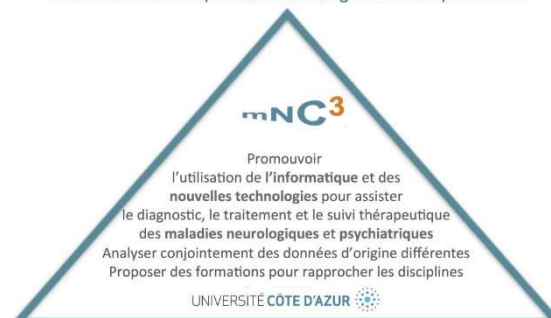 mNC3
Promouvoir
l'utilisation de l'informatique et des
nouvelles technologies pour assister
le diagnostic, le traitement et le suivi thérapeutique
des maladies neurologiques et psychiatriques
Analyser conjointement des données d'origine différentes
Proposer des formations pour rapprocher les disciplines
UNIVERSITÉ CÔTE D'AZUR